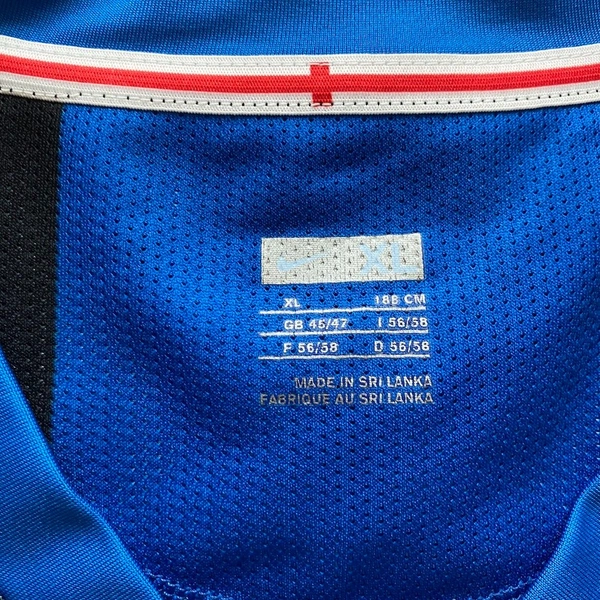 XL
XL 188 CM
GB 45/47 I 56/58
F 56/58 D 56/58
MADE IN SRI LANKA
FABRIQUE AU SRI LANKA